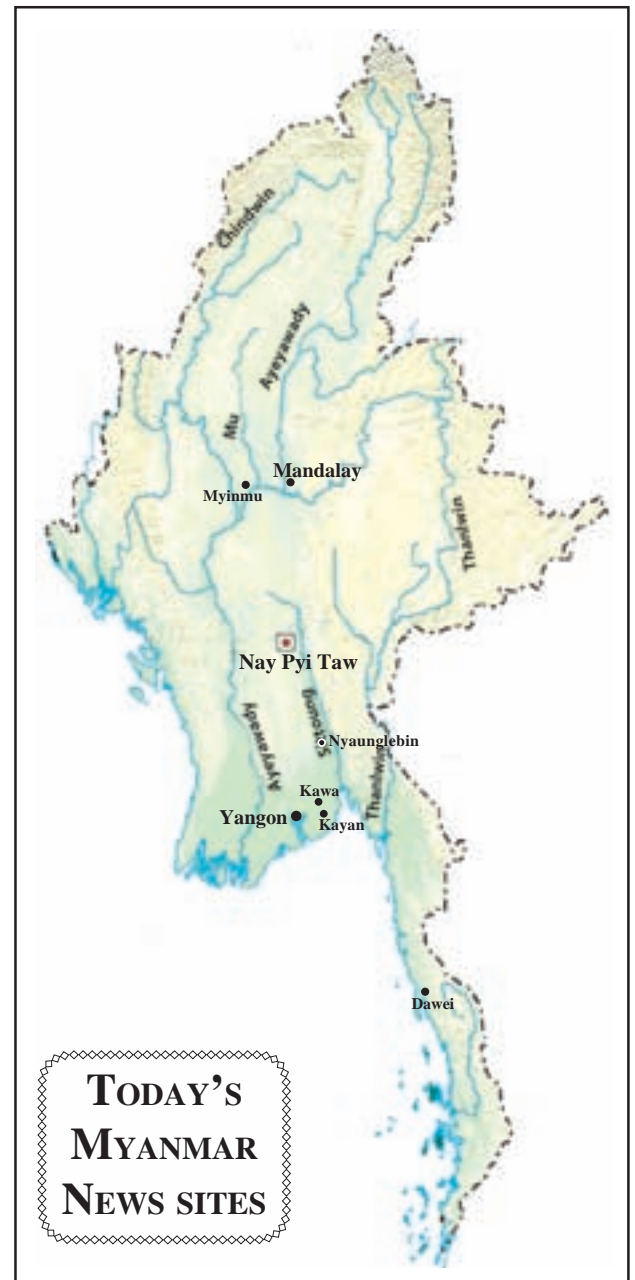 Chindwin
Ayeyawady
Mu
Mandalay
Myinmu
Thanlwin
Nay Pyi Taw
Ayeyawady
Sittoung
Nyaunglebin
Thanlwin
Kawa
Yangon
Kayan
Dawei
TODAY'S
MYANMAR
NEWS SITES